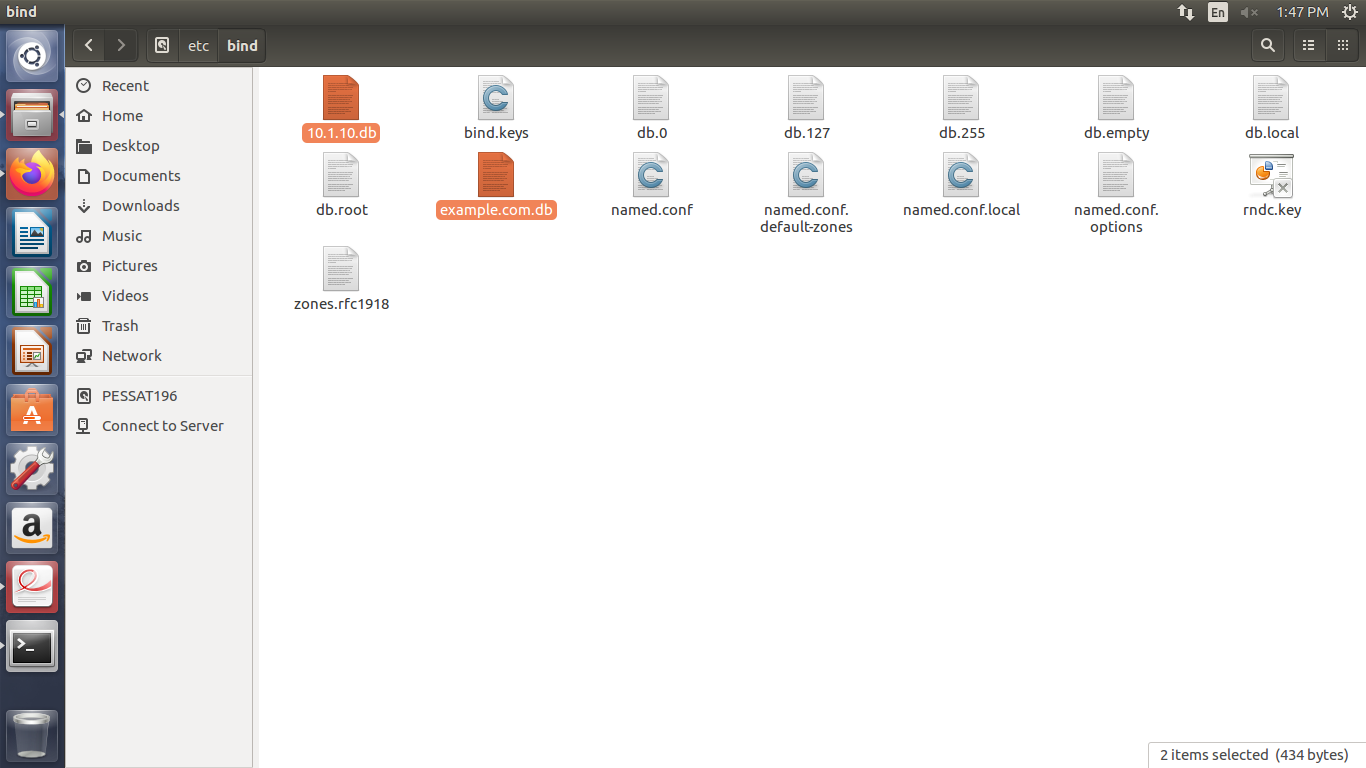 bind
En
1:47 PM
etc
bind
Recent
Home
Desktop
Documents
Downloads
Music
Pictures
Videos
Trash
Network
PESSAT196
Connect to Server
10.1.10.db
bind.keys
db.0
db.127
db.255
db.empty
db.local
db.root
example.com.db
named.conf
named.conf.
default-zones
named.conf.local
named.conf.
options
rndc.key
zones.rfc1918
2 items selected (434 bytes)